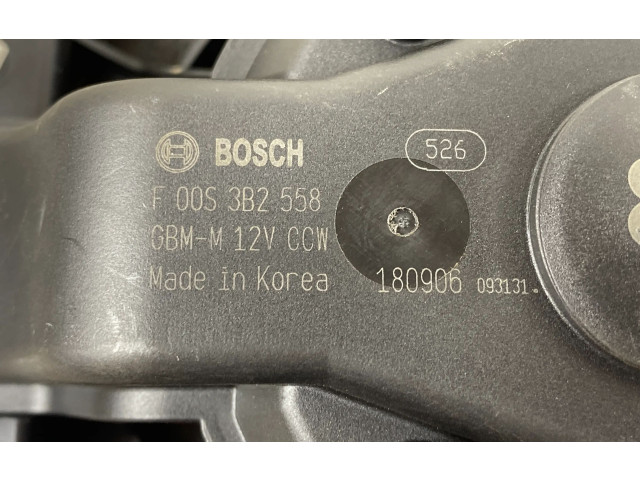 BOSCH 526
F 00S 3B2 558
GBM-M 12V CCW
Made in Korea 180906 093131